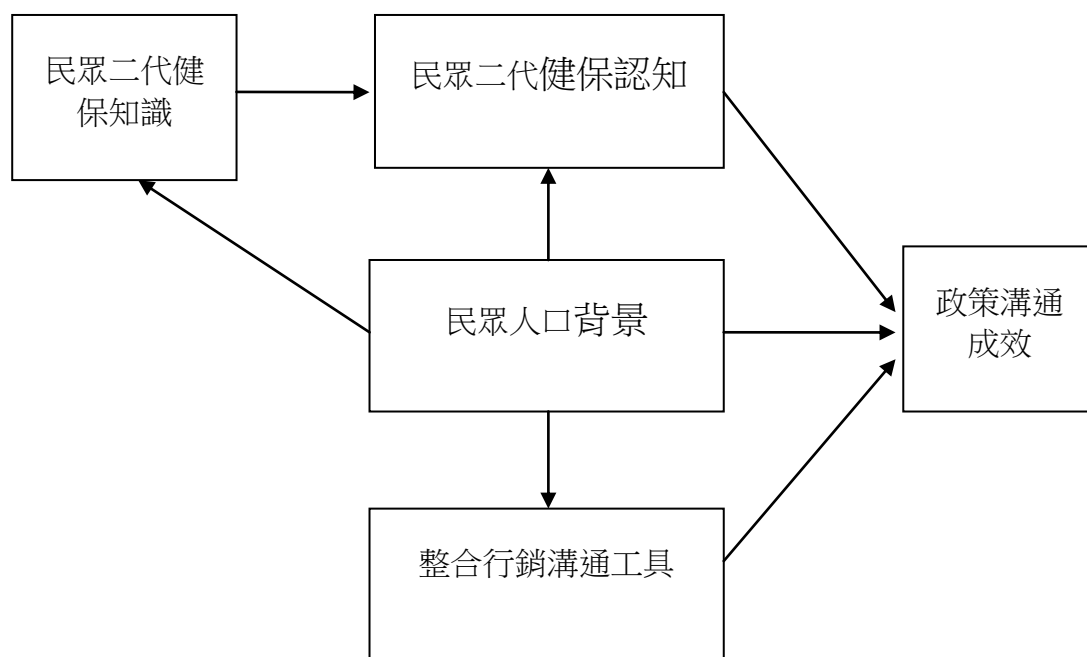 民眾二代健
保知識
民眾二代健保認知
民眾人口背景
政策溝通
成效
整合行銷溝通工具